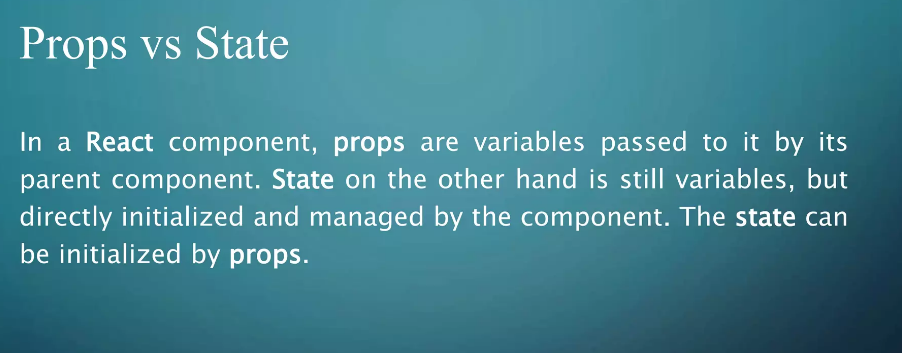 Props vs State
In a React component, props are variables passed to it by its
parent component. State on the other hand is still variables, but
directly initialized and managed by the component. The state can
be initialized by props.